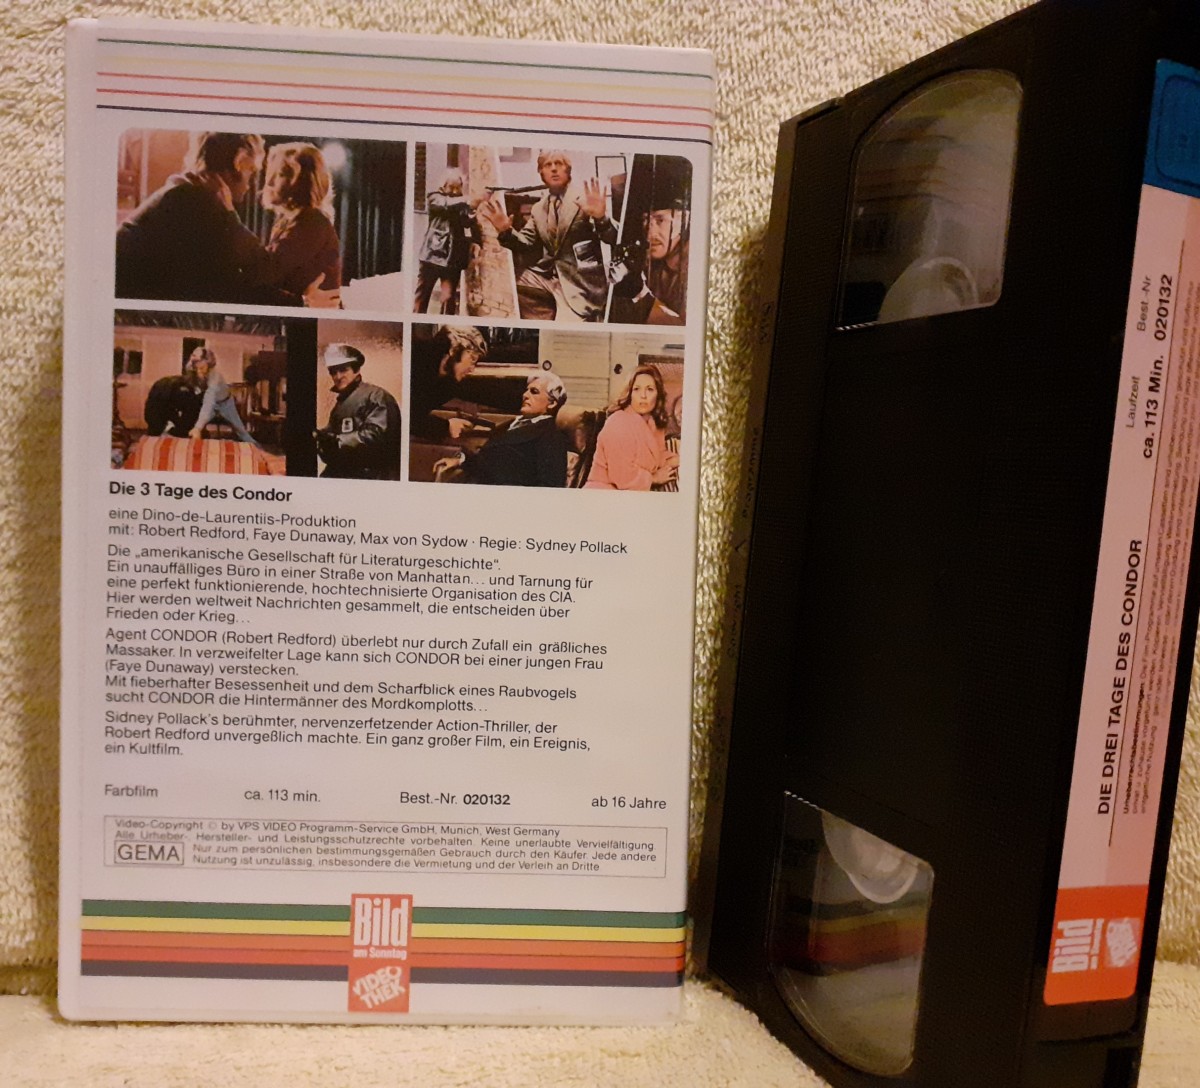 Die 3 Tage des Condor
eine Dino-de-Laurentiis-Produktion
mit: Robert Redford, Faye Dunaway, Max von Sydow · Regie: Sydney Pollack
Die „amerikanische Gesellschaft für Literaturgeschichte“.
Ein unauffälliges Büro in einer Straße von Manhattan... und Tarnung für
eine perfekt funktionierende, hochtechnisierte Organisation des CIA.
Hier werden weltweit Nachrichten gesammelt, die entscheiden über
Frieden oder Krieg...
Agent CONDOR (Robert Redford) überlebt nur durch Zufall ein gräßliches
Massaker. In verzweifelter Lage kann sich CONDOR bei einer jungen Frau
(Faye Dunaway) verstecken.
Mit fieberhafter Besessenheit und dem Scharfblick eines Raubvogels
sucht CONDOR die Hintermänner des Mordkomplotts...
Sidney Pollack's berühmter, nervenzerfetzender Action-Thriller, der
Robert Redford unvergeßlich machte. Ein ganz großer Film, ein Ereignis,
ein Kultfilm.
Farbfilm ca. 113 min. Best.-Nr. 020132 ab 16 Jahre
Video-Copyright © by VPS VIDEO Programm-Service GmbH, Munich, West Germany
Alle Urheber-, Hersteller- und Leistungsschutzrechte vorbehalten. Keine unerlaubte Vervielfältigung.
GEMA Nur zum persönlichen bestimmungsgemäßen Gebrauch durch den Käufer. Jede andere
Nutzung ist unzulässig, insbesondere die Vermietung und der Verleih an Dritte
Bild
am Sonntag
VIDEO
THEK
DIE DREI TAGE DES CONDOR
Laufzeit Best.-Nr
ca. 113 Min. 020132
Urheberrechtsbestimmungen.
Bild
am Sonntag
VIDEO
THEK